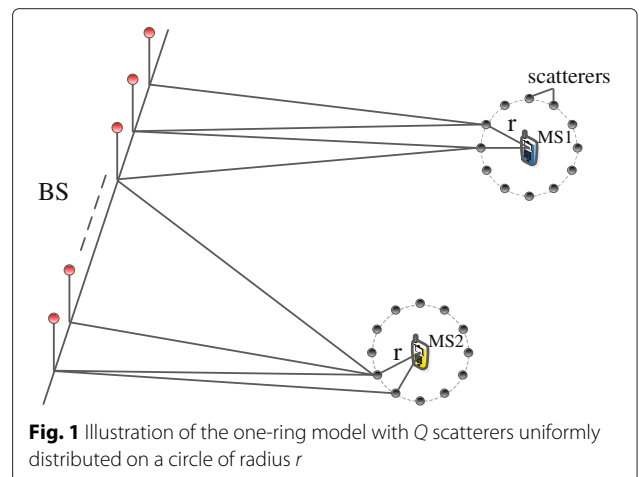 scatterers
r
MS1
BS
MS2
r
Fig. 1 Illustration of the one-ring model with Q scatterers uniformly
distributed on a circle of radius r